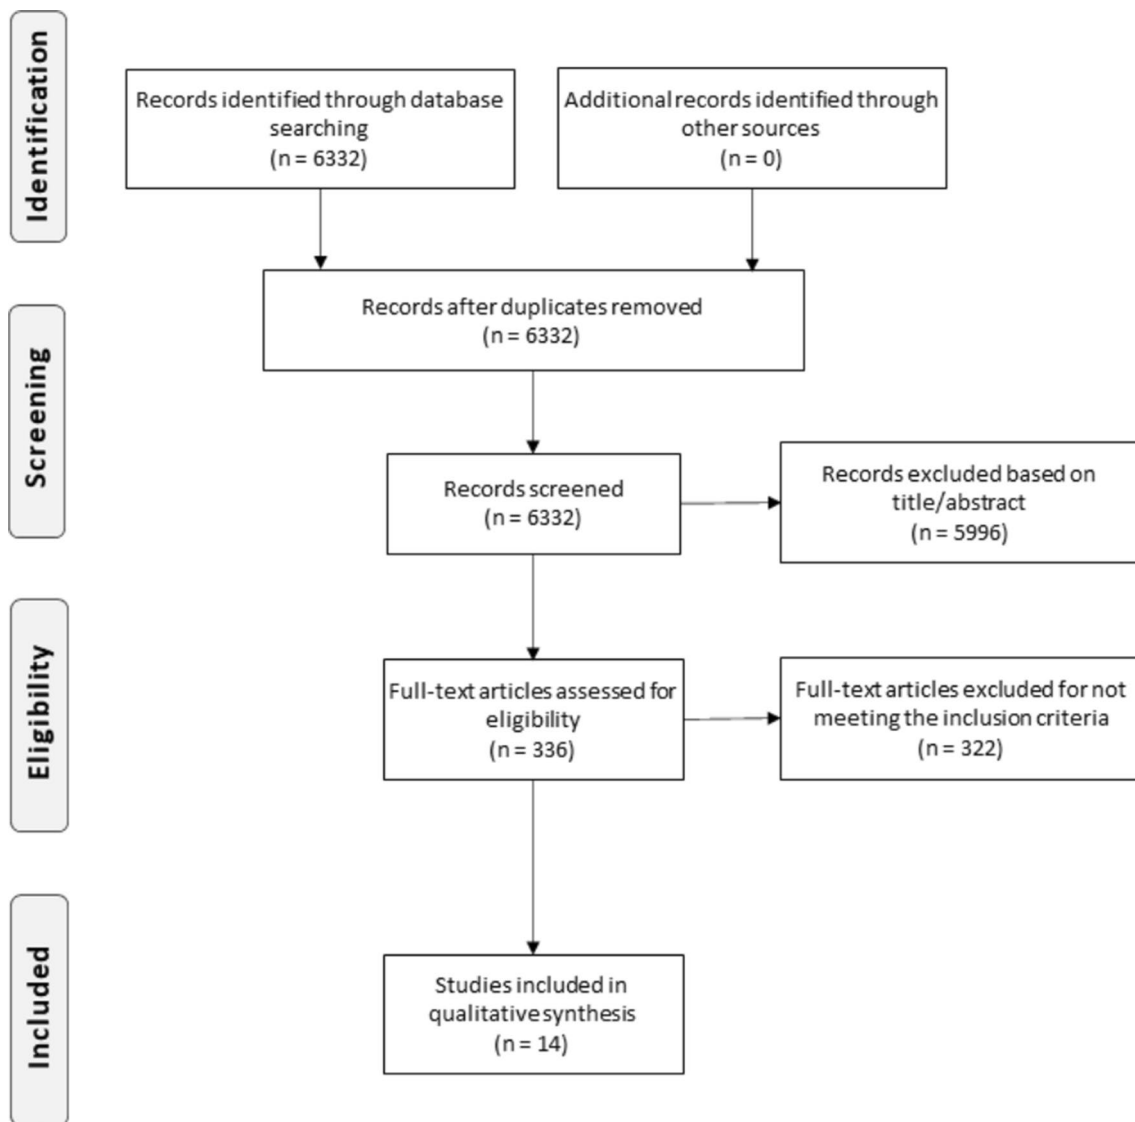 Identification
Records identified through database
searching
(n = 6332)
Additional records identified through
other sources
(n = 0)
Records after duplicates removed
(n = 6332)
Screening
Records screened
(n = 6332)
Records excluded based on
title/abstract
(n = 5996)
Eligibility
Full-text articles assessed for
eligibility
(n = 336)
Full-text articles excluded for not
meeting the inclusion criteria
(n = 322)
Included
Studies included in
qualitative synthesis
(n = 14)